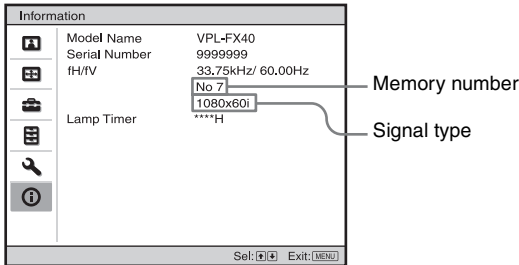 Information
Model Name VPL-FX40
Serial Number 9999999
fH/fV 33.75kHz/ 60.00Hz
No 7
1080x60i
Lamp Timer ****H
Memory number
Signal type
Sel: Exit: MENU